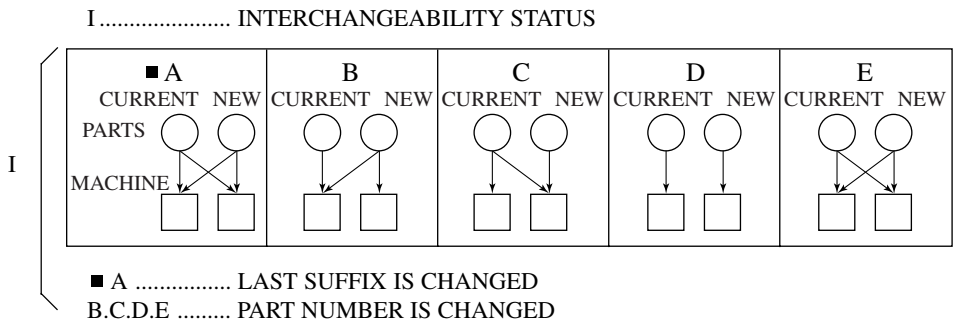 I ...................... INTERCHANGEABILITY STATUS
■ A B C D E
CURRENT NEW CURRENT NEW CURRENT NEW CURRENT NEW CURRENT NEW
PARTS
I
MACHINE
■ A ................ LAST SUFFIX IS CHANGED
B.C.D.E ......... PART NUMBER IS CHANGED